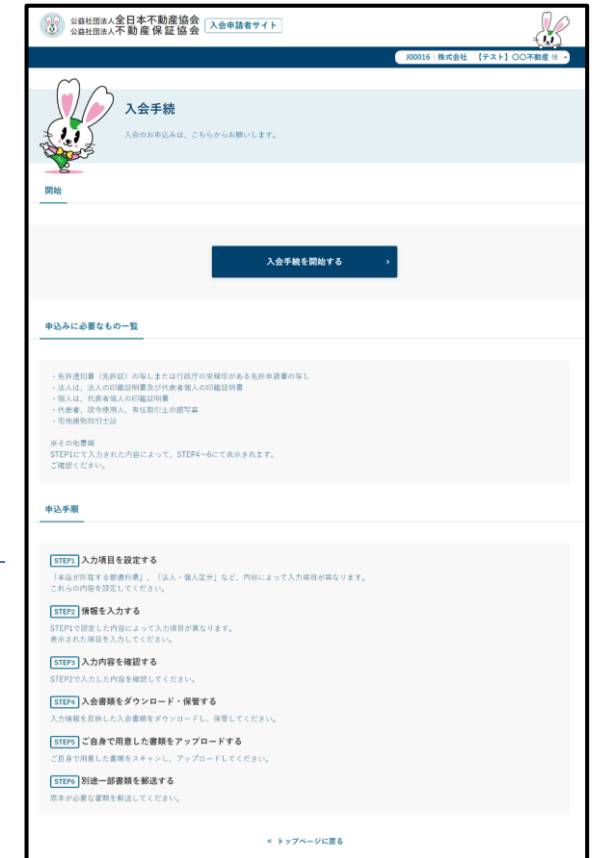 公益社団法人全日本不動産協会
公益社団法人不動産保証協会
入会申請者サイト
J00016｜株式会社 【テスト】〇〇不動産 様
入会手続
入会のお申込みは、こちらからお願いします。
開始
入会手続を開始する
申込みに必要なもの一覧
・免許通知書（免許証）の写しまたは行政庁の受領印がある免許申請書の写し
・法人は、法人の印鑑証明書及び代表者個人の印鑑証明書
・個人は、代表者個人の印鑑証明書
・代表者、政令使用人、専任取引士の顔写真
・宅地建物取引士証
※その他書類
STEP1にて入力された内容によって、STEP4～6にて表示されます。
ご確認ください。
申込手順
STEP1 入力項目を設定する
「本店が所在する都道府県」、「法人・個人区分」など、内容によって入力項目が異なります。
これらの内容を設定してください。
STEP2 情報を入力する
STEP1で設定した内容によって入力項目が異なります。
表示された項目を入力してください。
STEP3 入力内容を確認する
STEP2で入力した内容を確認してください。
STEP4 入会書類をダウンロード・保管する
入力情報を反映した入会書類をダウンロードし、保管してください。
STEP5 ご自身で用意した書類をアップロードする
ご自身で用意した書類をスキャンし、アップロードしてください。
STEP6 別途一部書類を郵送する
原本が必要な書類を郵送してください。
« トップページに戻る